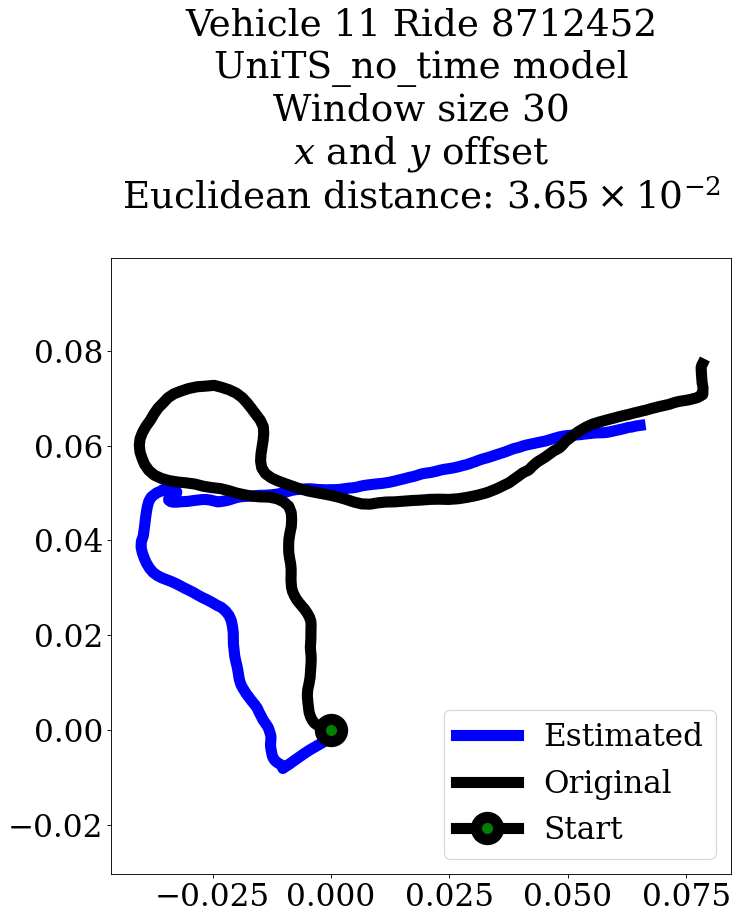 Vehicle 11 Ride 8712452
UniTS_no_time model
Window size 30
x and y offset
Euclidean distance: 3.65 × 10⁻²
0.08
0.06
0.04
0.02
0.00
−0.02
Estimated
Original
Start
−0.025 0.000 0.025 0.050 0.075